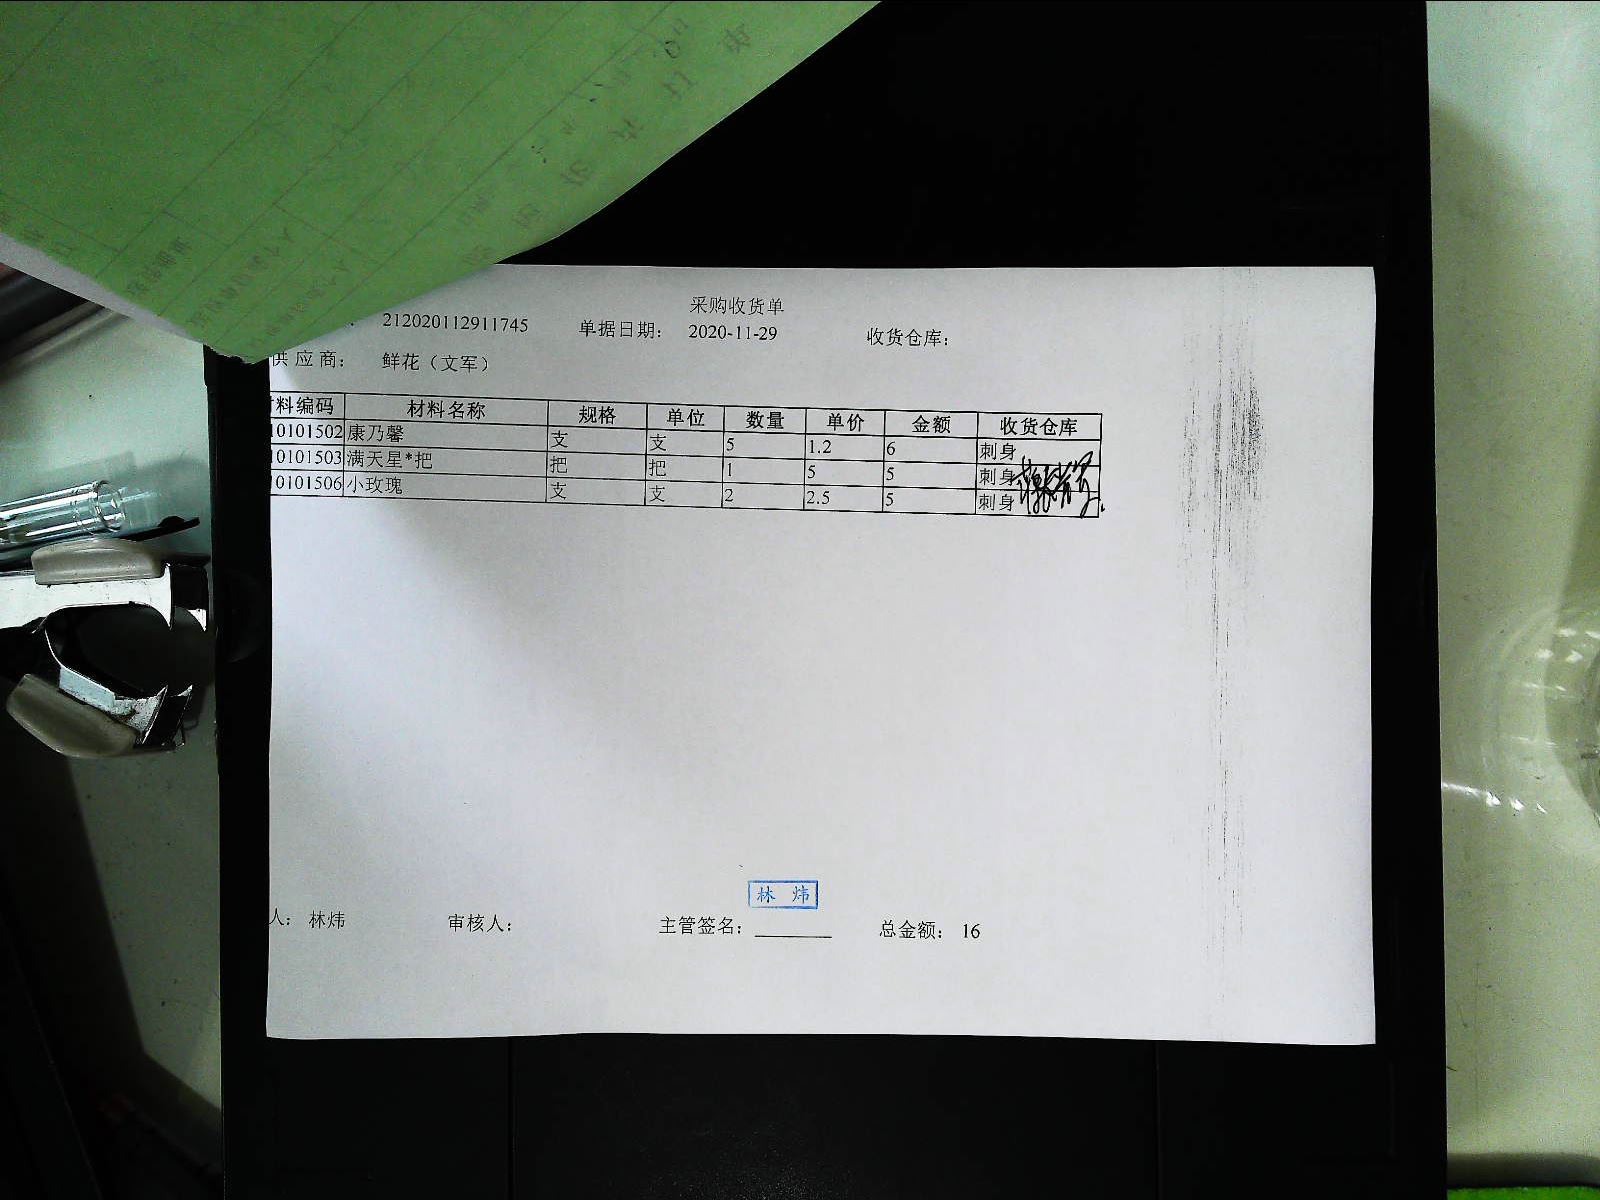 采购收货单
212020112911745 单据日期: 2020-11-29 收货仓库:
供应商: 鲜花（文军）
料编码 材料名称 规格 单位 数量 单价 金额 收货仓库
10101502 康乃馨 支 支 5 1.2 6 刺身
10101503 满天星*把 把 把 1 5 5 刺身
10101506 小玫瑰 支 支 2 2.5 5 刺身
林 炜
人: 林炜 审核人: 主管签名: 总金额: 16